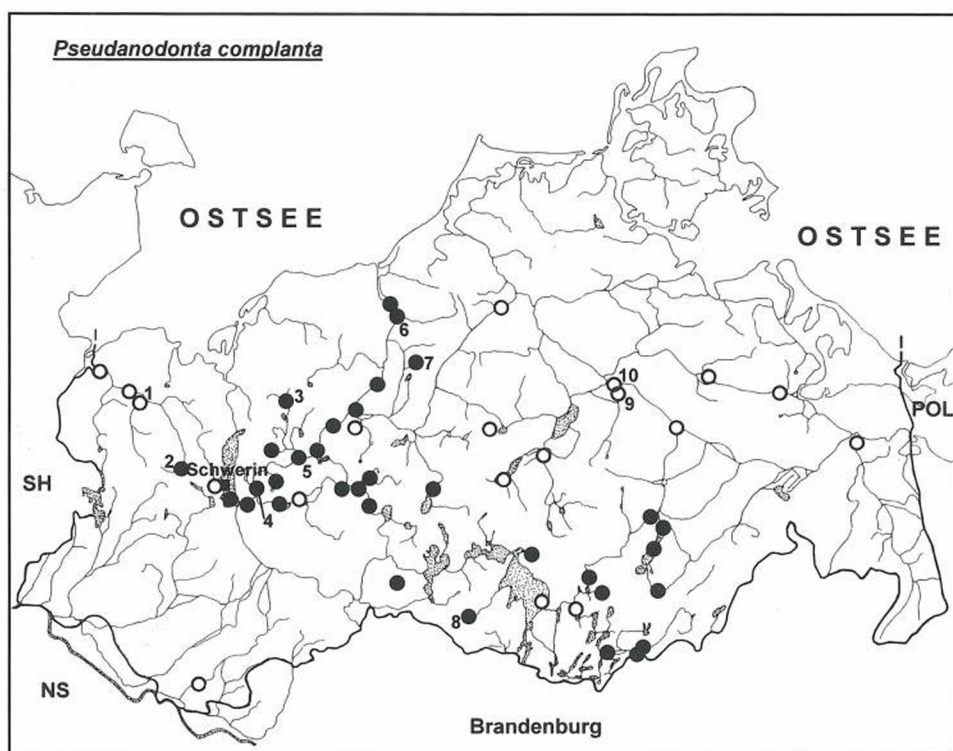 Pseudanodonta complanta
OSTSEE
OSTSEE
6
7
10
9
1
3
POL
2
Schwerin
5
SH
4
8
NS
Brandenburg